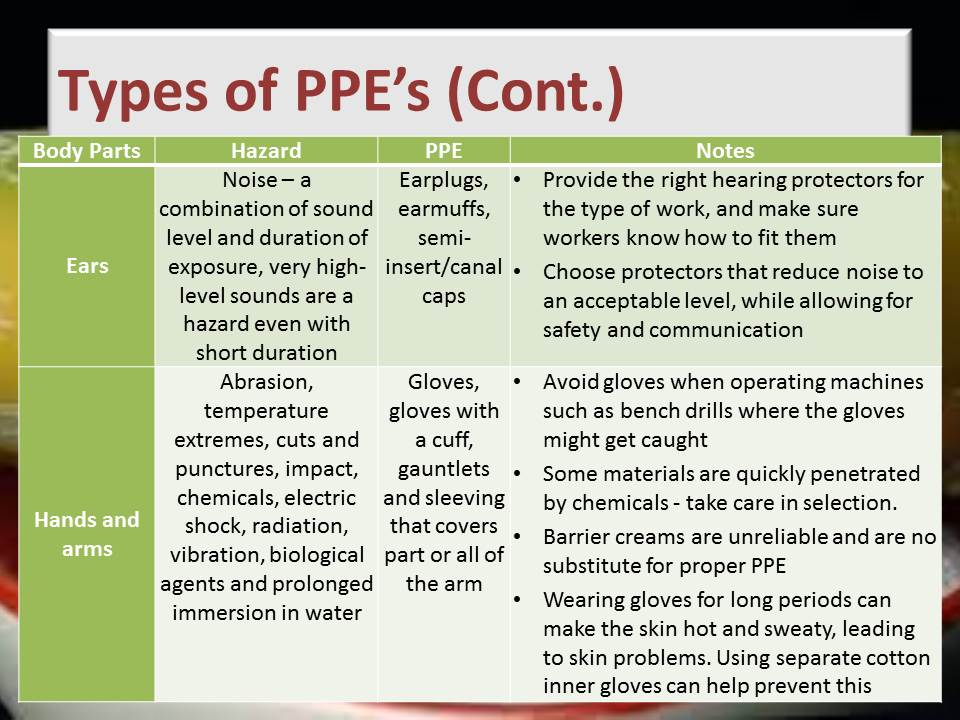 Types of PPE’s (Cont.)
Body Parts
Hazard
PPE
Notes
Ears
Noise – a
combination of sound
level and duration of
exposure, very high-
level sounds are a
hazard even with
short duration
Earplugs,
earmuffs,
semi-
insert/canal
caps
• Provide the right hearing protectors for
the type of work, and make sure
workers know how to fit them
• Choose protectors that reduce noise to
an acceptable level, while allowing for
safety and communication
Hands and
arms
Abrasion,
temperature
extremes, cuts and
punctures, impact,
chemicals, electric
shock, radiation,
vibration, biological
agents and prolonged
immersion in water
Gloves,
gloves with
a cuff,
gauntlets
and sleeving
that covers
part or all of
the arm
• Avoid gloves when operating machines
such as bench drills where the gloves
might get caught
• Some materials are quickly penetrated
by chemicals - take care in selection.
• Barrier creams are unreliable and are no
substitute for proper PPE
• Wearing gloves for long periods can
make the skin hot and sweaty, leading
to skin problems. Using separate cotton
inner gloves can help prevent this